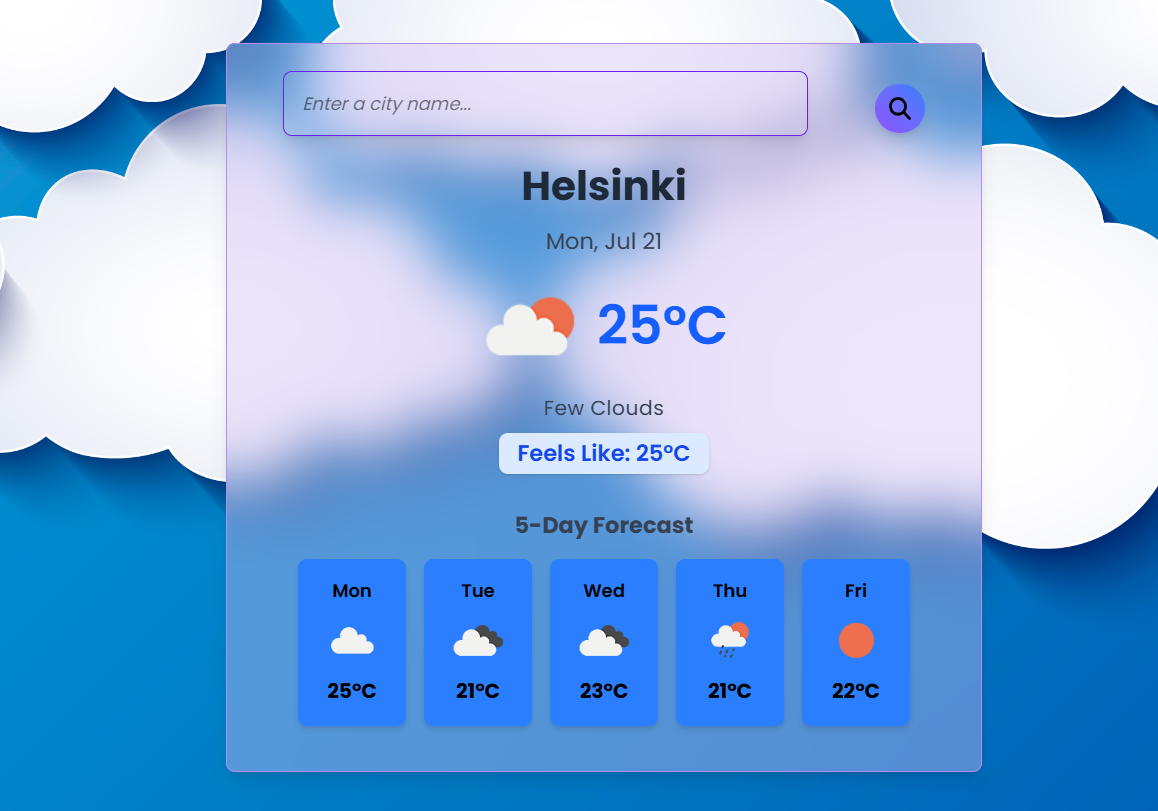 Enter a city name...
Helsinki
Mon, Jul 21
25°C
Few Clouds
Feels Like: 25°C
5-Day Forecast
Mon Tue Wed Thu Fri
25°C 21°C 23°C 21°C 22°C